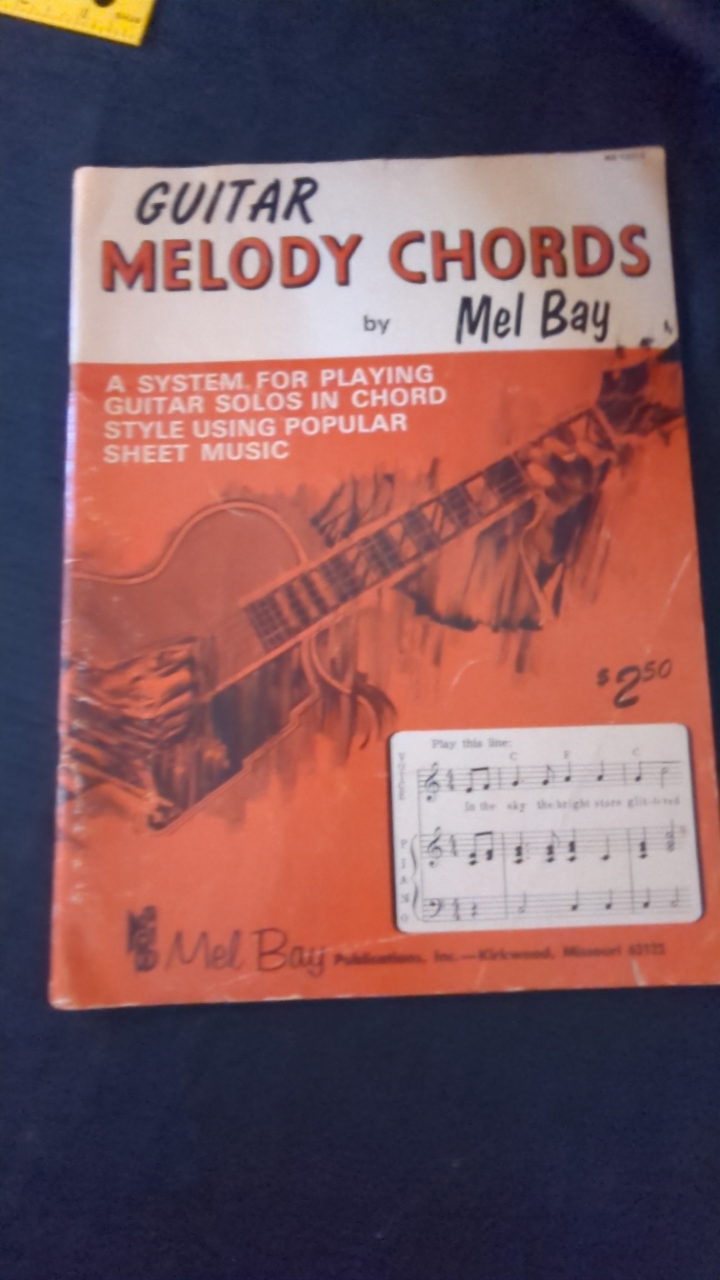 GUITAR
MELODY CHORDS
by Mel Bay
A SYSTEM FOR PLAYING
GUITAR SOLOS IN CHORD
STYLE USING POPULAR
SHEET MUSIC
$2.50
Play this line:
C F C
VOICE
In the sky the bright stars glit-tered
PIANO
Mel Bay Publications, Inc.—Kirkwood, Missouri 63122